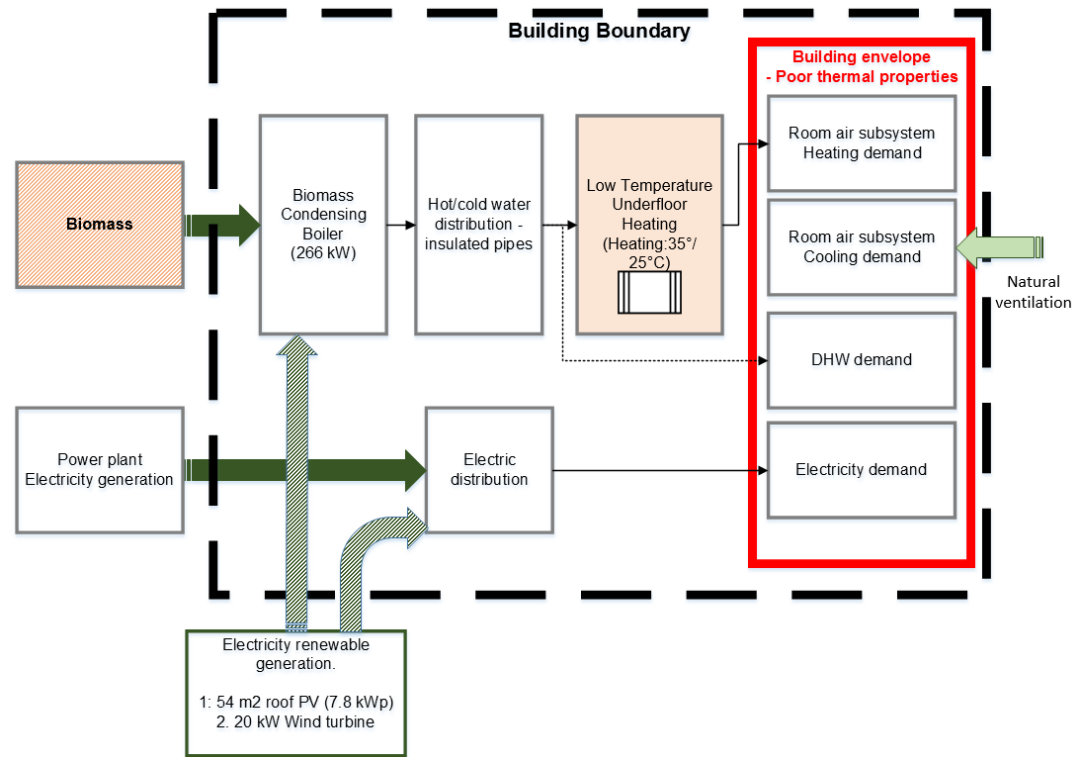 Building Boundary
Building envelope
- Poor thermal properties
Room air subsystem
Heating demand
Biomass
Biomass
Condensing
Boiler
(266 kW)
Hot/cold water
distribution -
insulated pipes
Low Temperature
Underfloor
Heating
(Heating:35°/
25°C)
Room air subsystem
Cooling demand
Natural
ventilation
DHW demand
Power plant
Electricity generation
Electric
distribution
Electricity demand
Electricity renewable
generation.
1: 54 m2 roof PV (7.8 kWp)
2. 20 kW Wind turbine